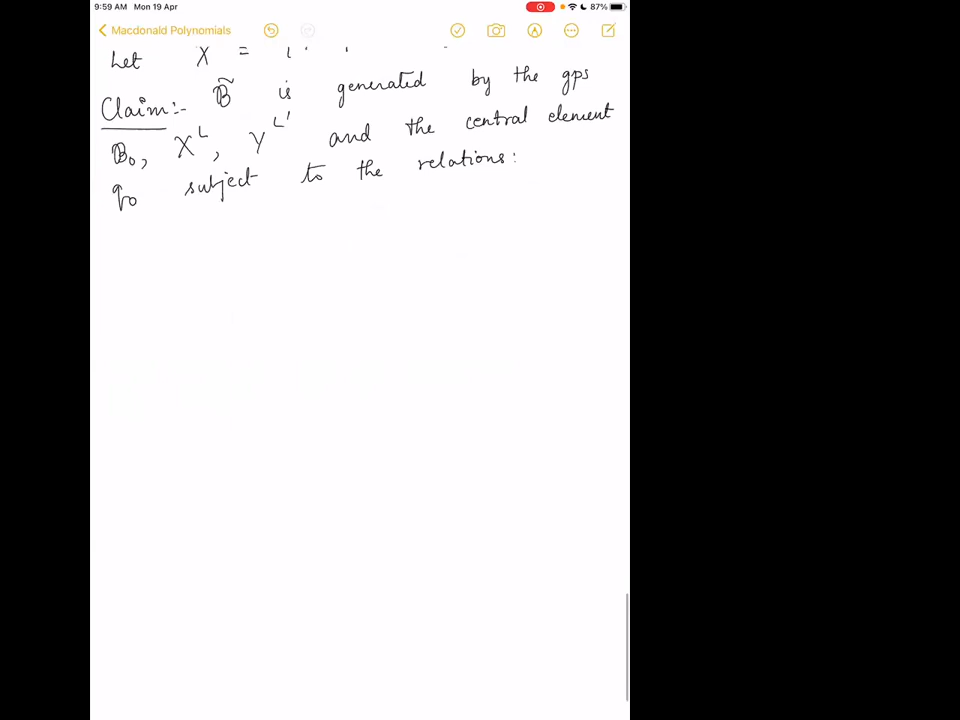 9:59 AM Mon 19 Apr
87%
Macdonald Polynomials
Let X =
Claim:- 𝔹̃ is generated by the gps
𝔹₀, X^L, Y^L' and the central element
q₀ subject to the relations: